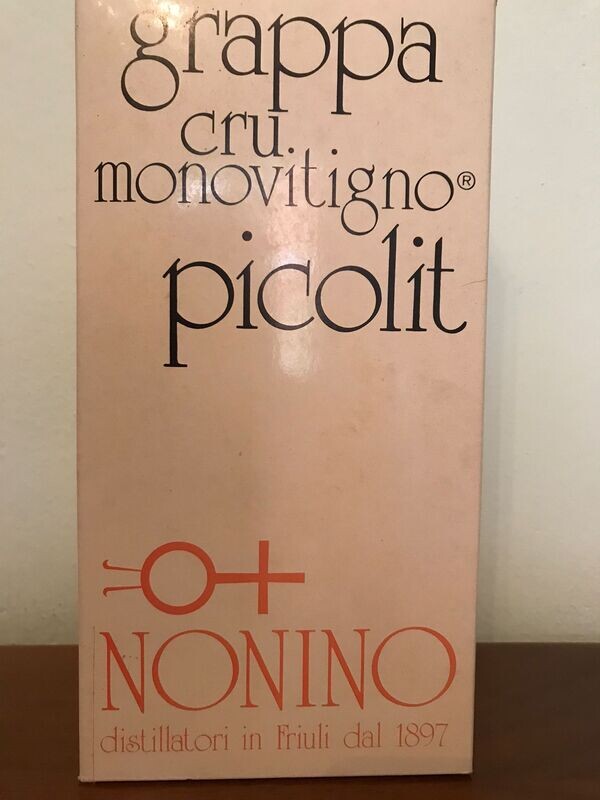 grappa
cru
monovitigno®
picolit
NONINO
distillatori in Friuli dal 1897